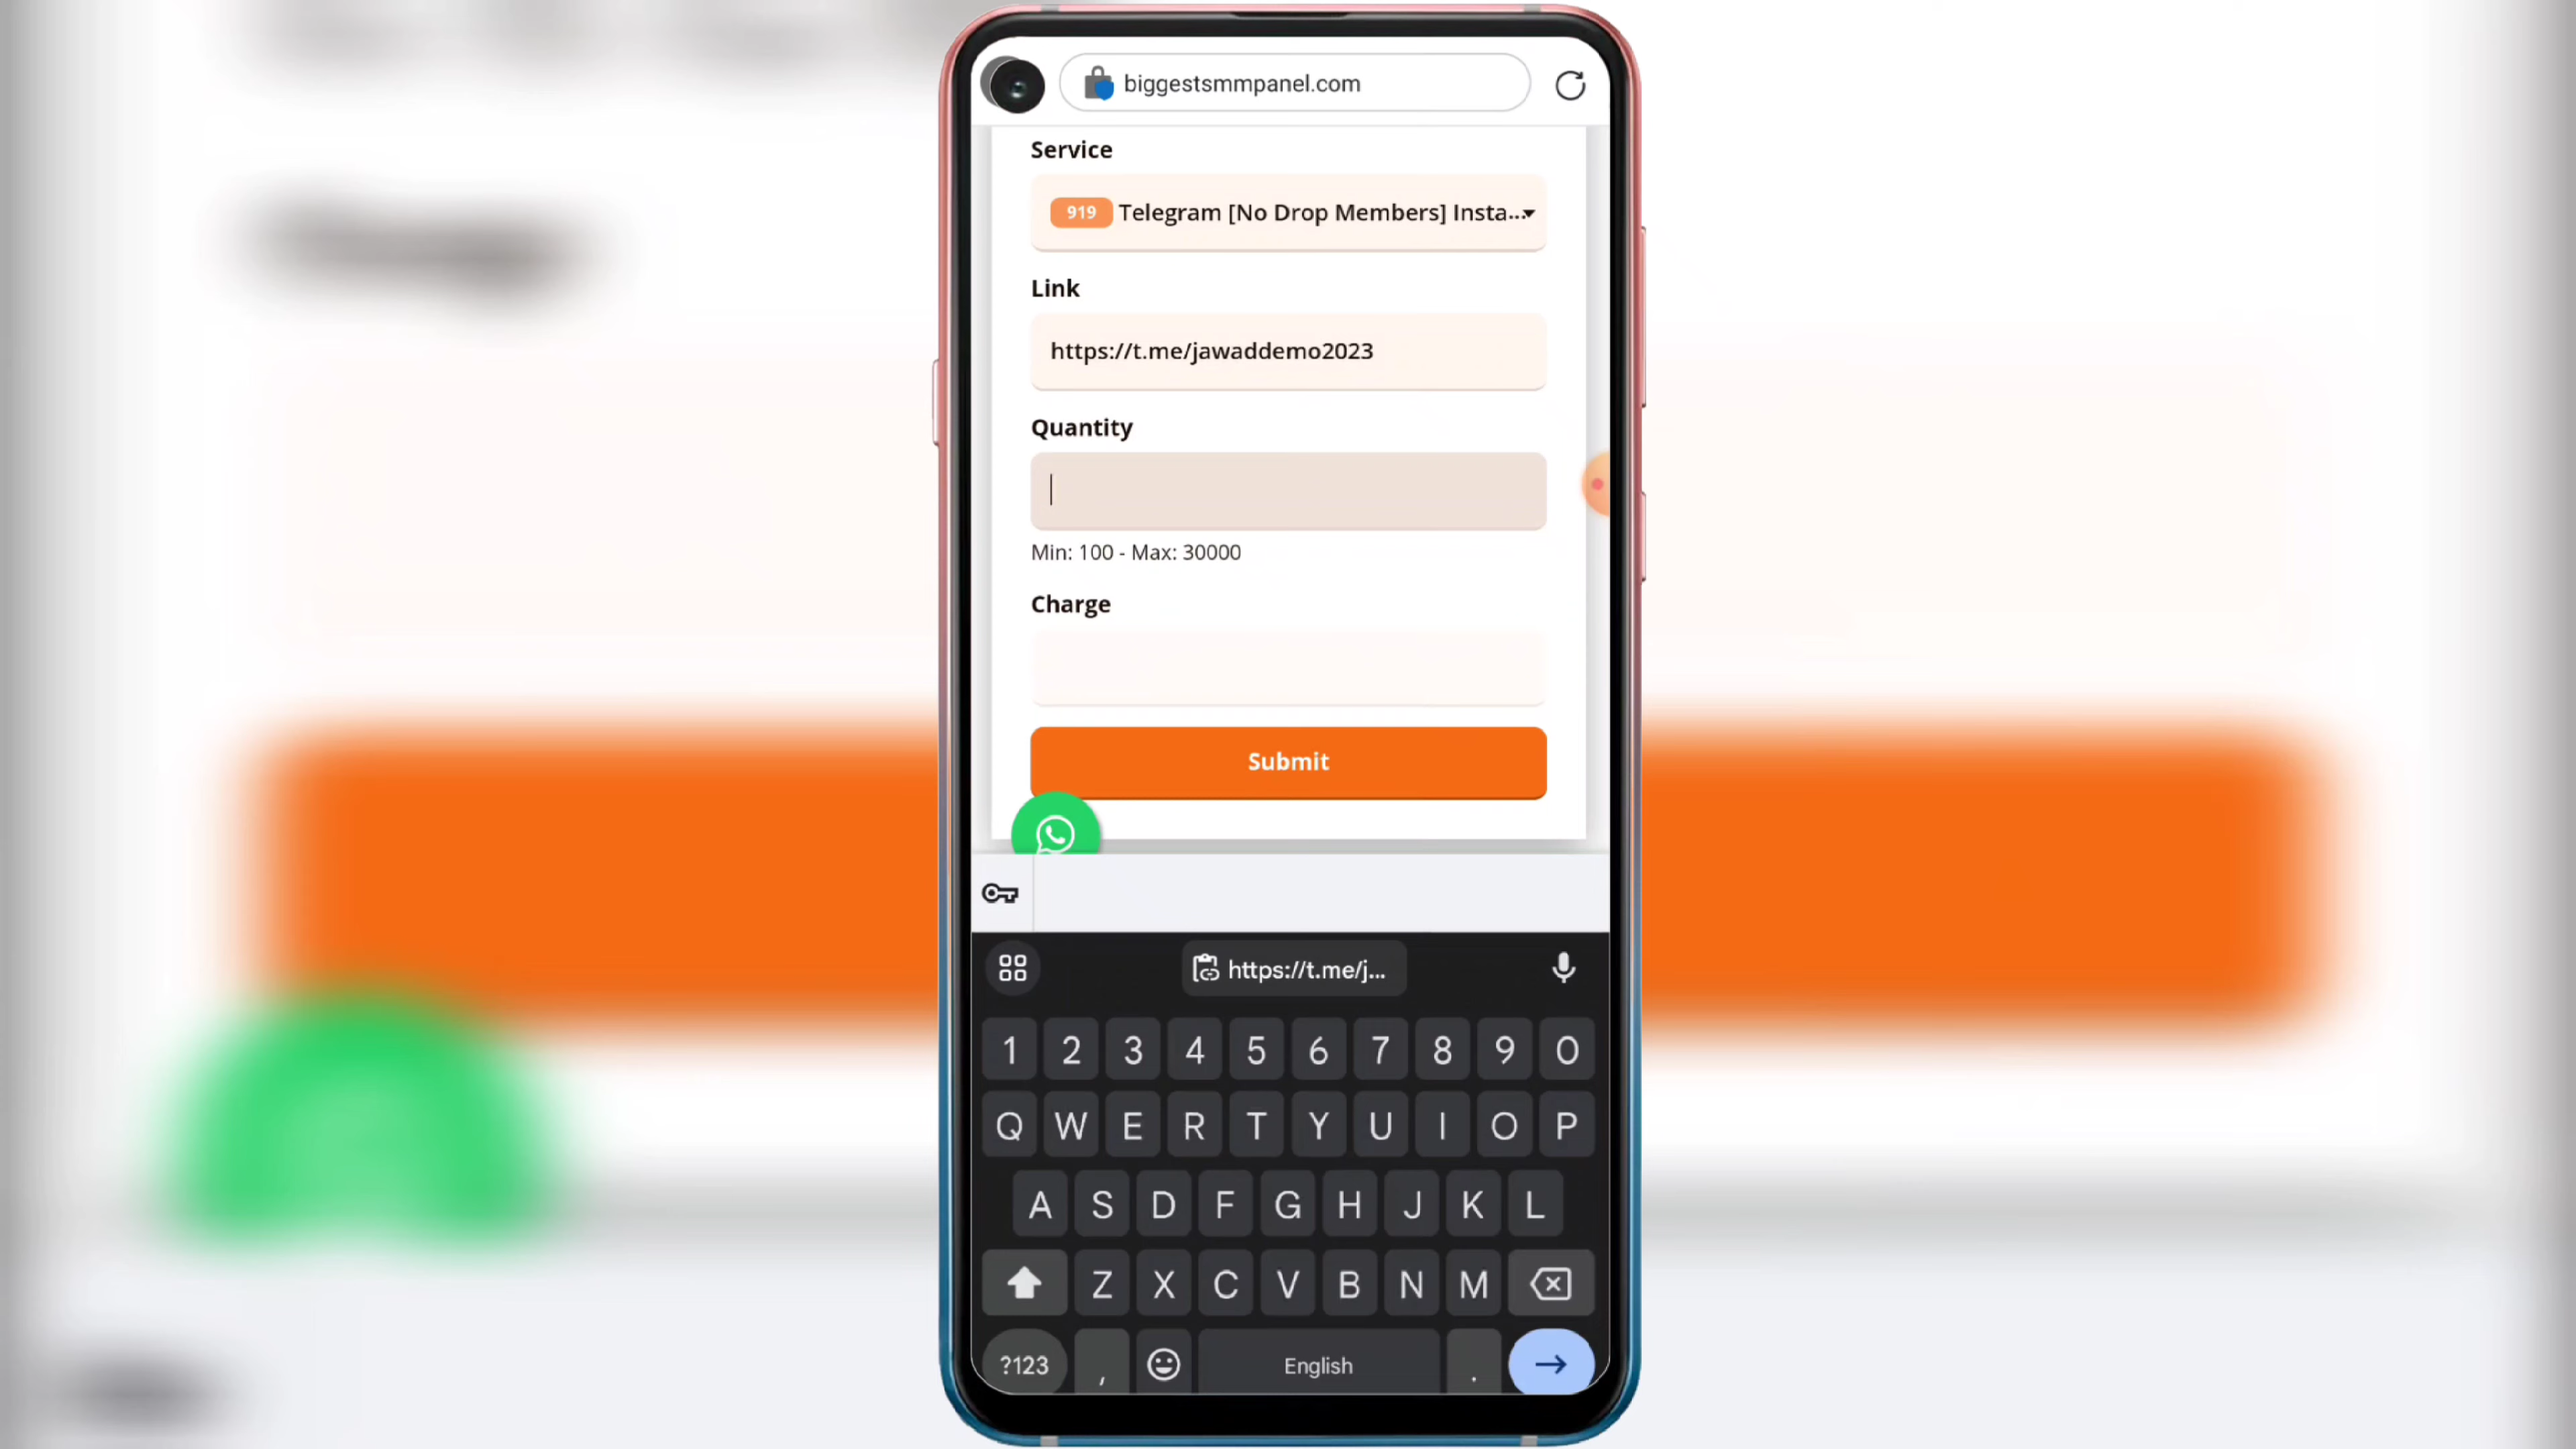 biggestsmmpanel.com
Service
919 Telegram [No Drop Members] Insta...
Link
https://t.me/jawaddemo2023
Quantity
Min: 100 - Max: 30000
Charge
Submit
https://t.me/j...
1 2 3 4 5 6 7 8 9 0
Q W E R T Y U I O P
A S D F G H J K L
Z X C V B N M
?123 , English .